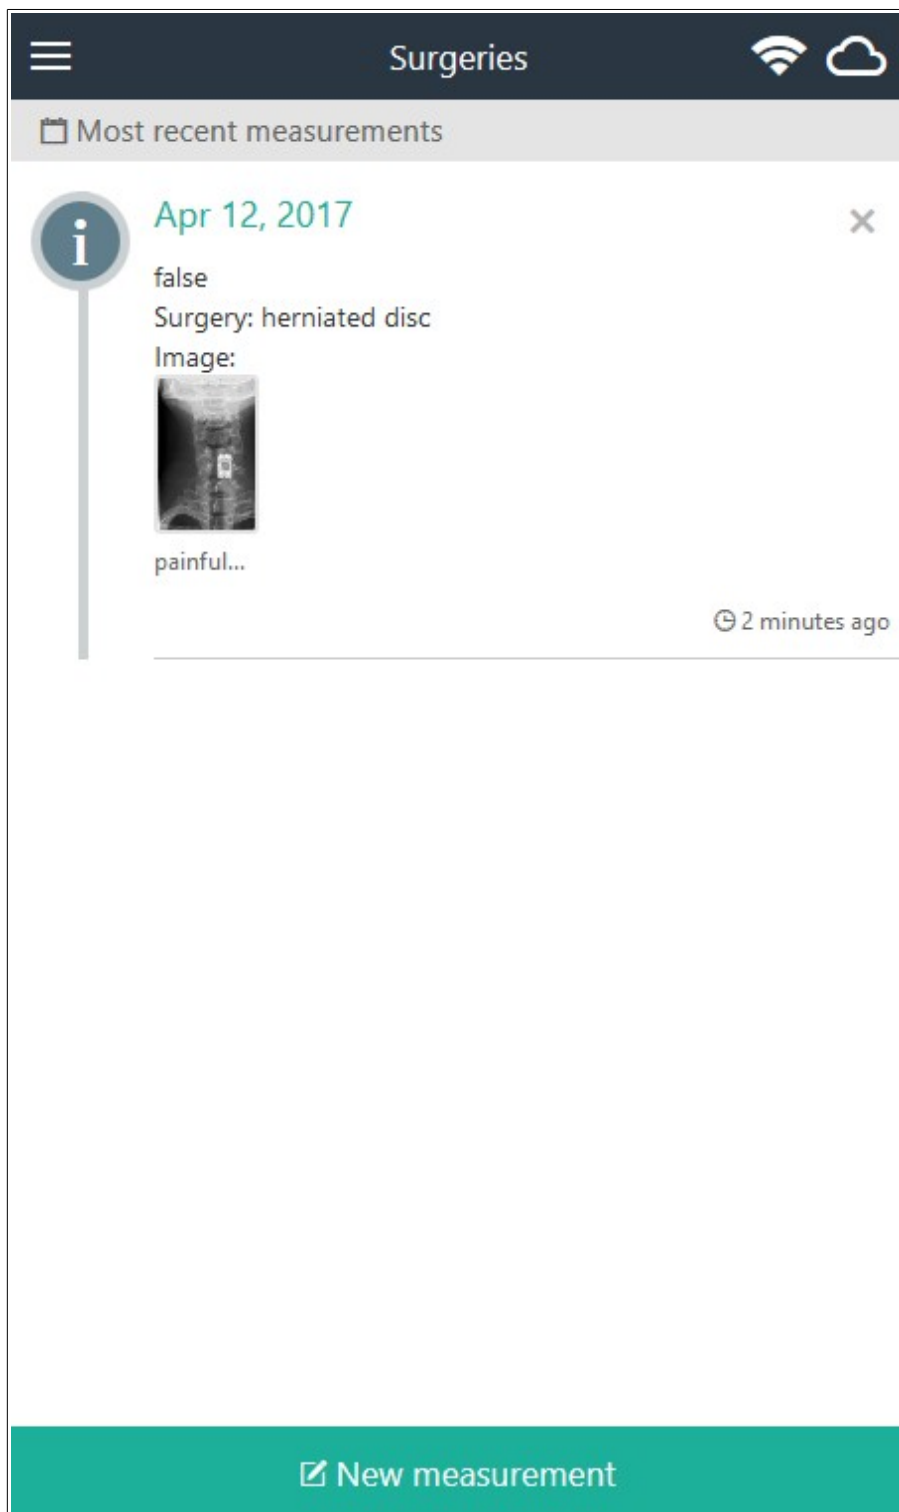 Surgeries
Most recent measurements
i
Apr 12, 2017
false
Surgery: herniated disc
Image:
painful...
2 minutes ago
New measurement